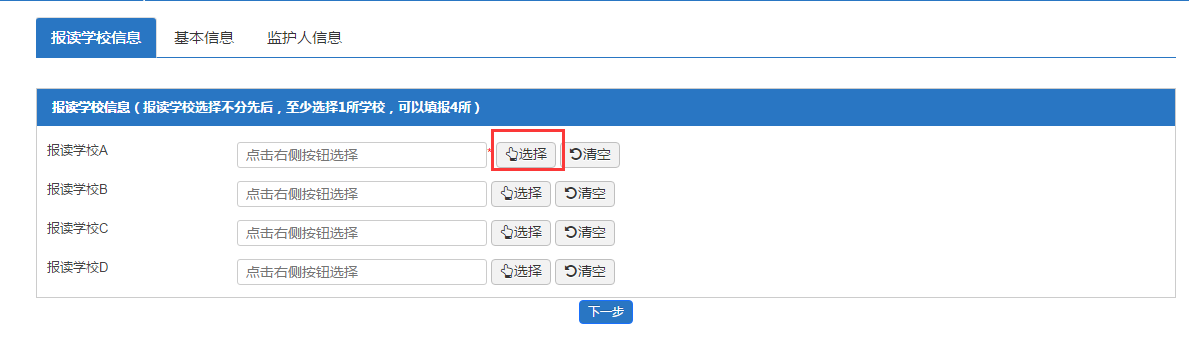 报读学校信息 基本信息 监护人信息
报读学校信息（报读学校选择不分先后，至少选择1所学校，可以填报4所）
报读学校A 点击右侧按钮选择 * 选择 清空
报读学校B 点击右侧按钮选择 选择 清空
报读学校C 点击右侧按钮选择 选择 清空
报读学校D 点击右侧按钮选择 选择 清空
下一步